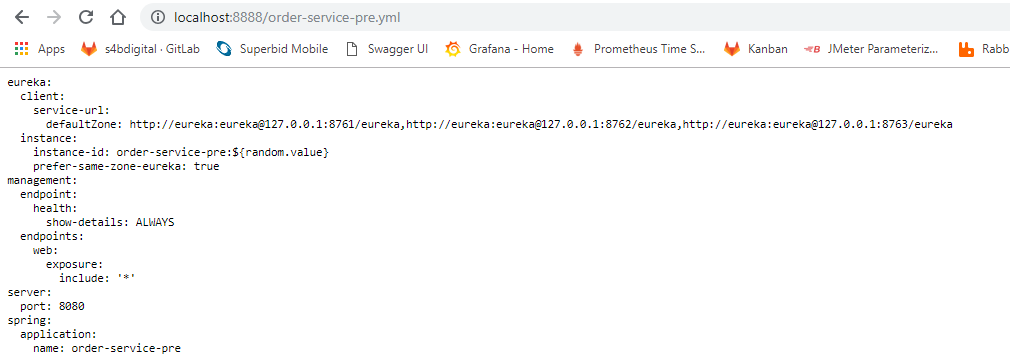 localhost:8888/order-service-pre.yml
Apps s4bdigital · GitLab Superbid Mobile Swagger UI Grafana - Home Prometheus Time S... Kanban JMeter Parameteriz... Rabb
eureka:
  client:
    service-url:
      defaultZone: http://eureka:eureka@127.0.0.1:8761/eureka,http://eureka:eureka@127.0.0.1:8762/eureka,http://eureka:eureka@127.0.0.1:8763/eureka
  instance:
    instance-id: order-service-pre:${random.value}
    prefer-same-zone-eureka: true
management:
  endpoint:
    health:
      show-details: ALWAYS
  endpoints:
    web:
      exposure:
        include: '*'
server:
  port: 8080
spring:
  application:
    name: order-service-pre